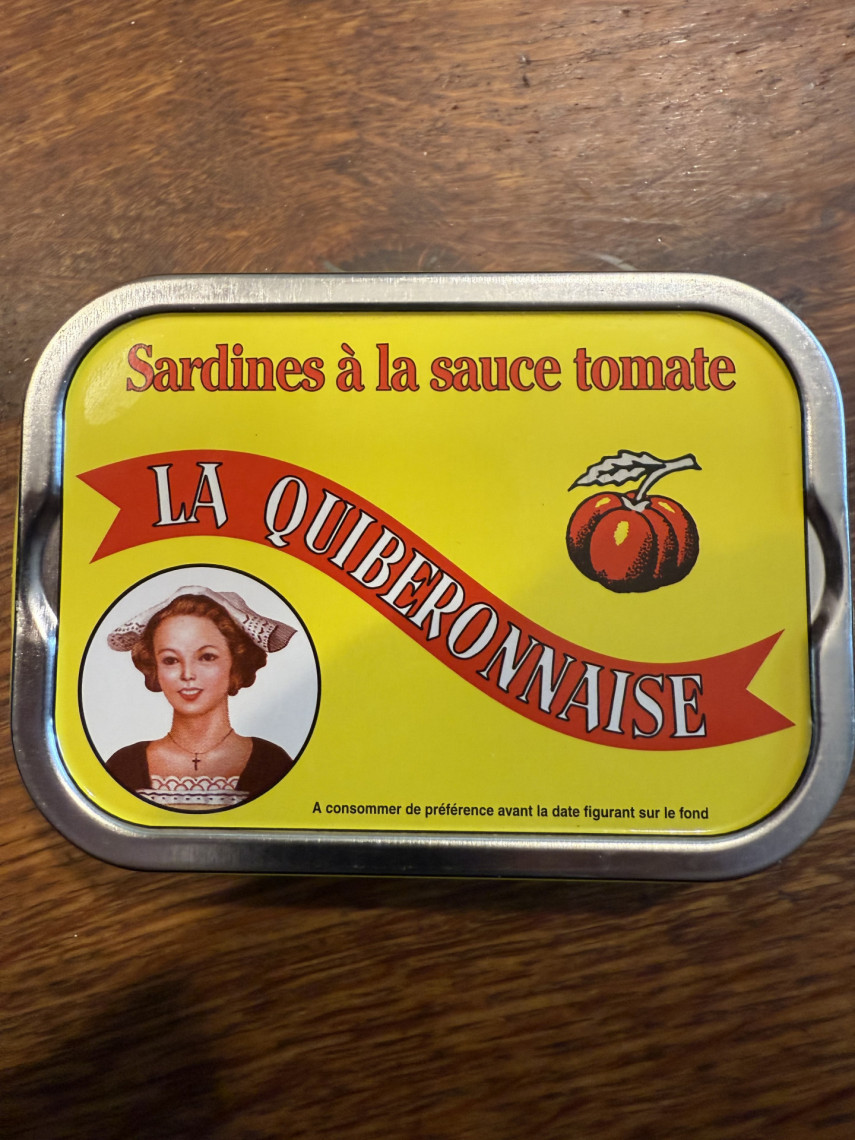 Sardines à la sauce tomate
LA QUIBERONNAISE
A consommer de préférence avant la date figurant sur le fond